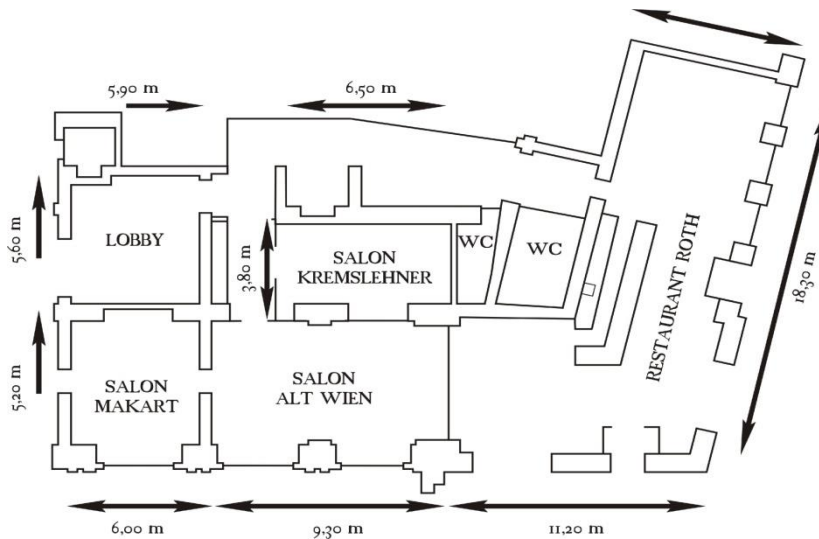 5,90 m
6,50 m
5,60 m
LOBBY
3,80 m
SALON
KREMSLEHNER
WC
WC
RESTAURANT ROTH
18,30 m
5,20 m
SALON
MAKART
SALON
ALT WIEN
6,00 m
9,30 m
11,20 m